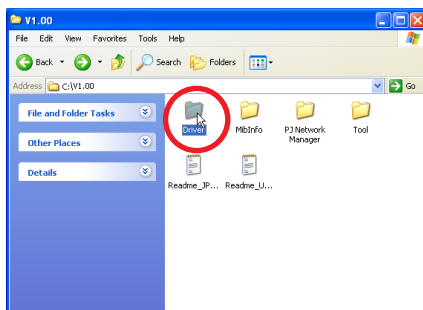 V1.00
File Edit View Favorites Tools Help
Back Search Folders
Address C:\V1.00 Go
File and Folder Tasks
Other Places
Details
Driver MibInfo PJ Network Manager Tool
Readme_JP... Readme_U...